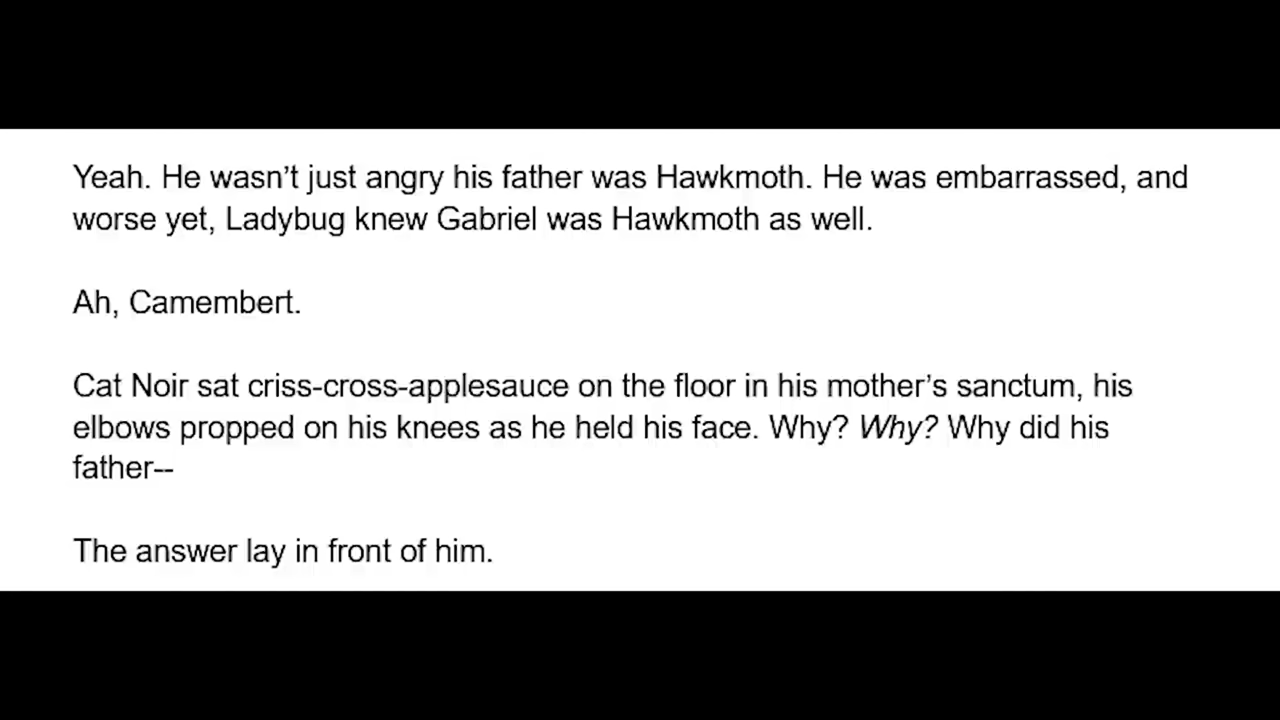 Yeah. He wasn’t just angry his father was Hawkmoth. He was embarrassed, and
worse yet, Ladybug knew Gabriel was Hawkmoth as well.
Ah, Camembert.
Cat Noir sat criss-cross-applesauce on the floor in his mother’s sanctum, his
elbows propped on his knees as he held his face. Why? Why? Why did his
father--
The answer lay in front of him.